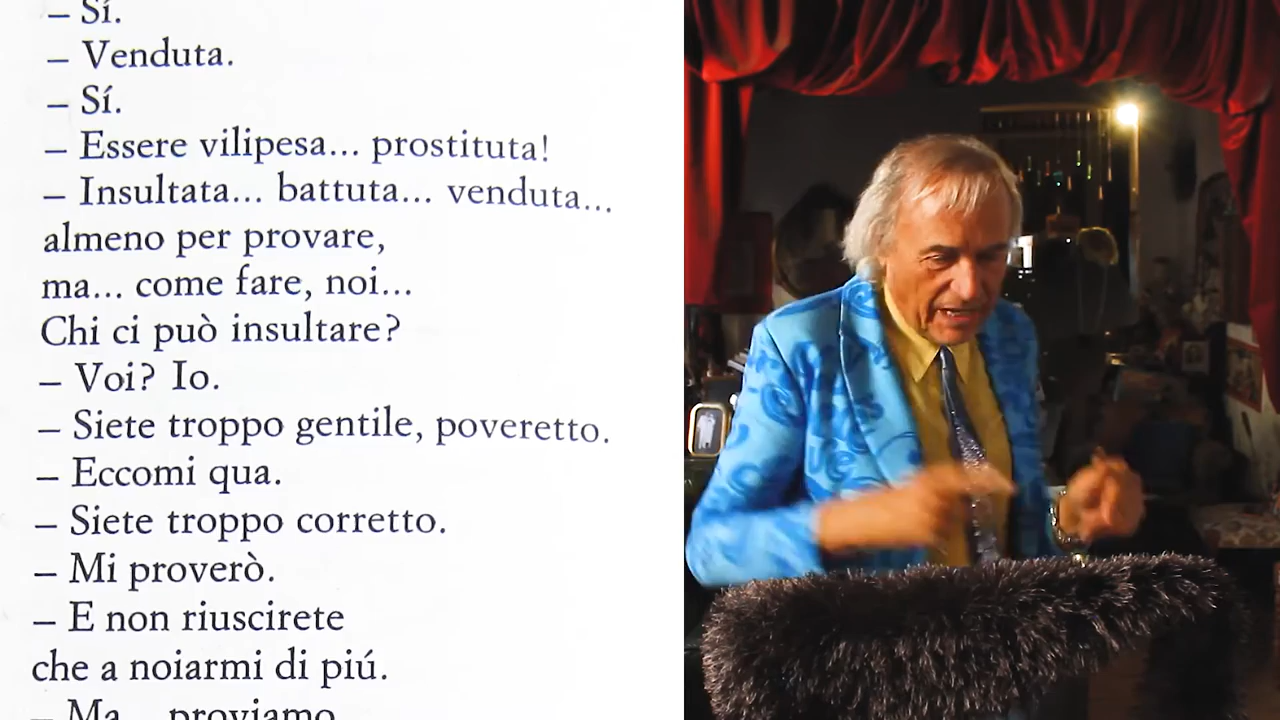 – Sí.
– Venduta.
– Sí.
– Essere vilipesa... prostituta!
– Insultata... battuta... venduta...
almeno per provare,
ma... come fare, noi...
Chi ci può insultare?
– Voi? Io.
– Siete troppo gentile, poveretto.
– Eccomi qua.
– Siete troppo corretto.
– Mi proverò.
– E non riuscirete
che a noiarmi di piú.
– Ma... proviamo